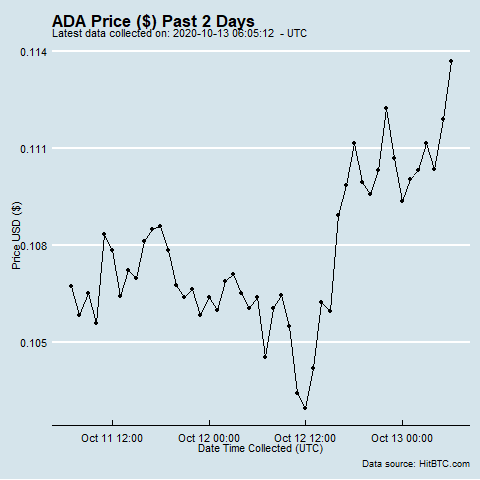 ADA Price ($) Past 2 Days
Latest data collected on: 2020-10-13 06:05:12 - UTC
0.114
0.111
0.108
0.105
Price USD ($)
Oct 11 12:00 Oct 12 00:00 Oct 12 12:00 Oct 13 00:00
Date Time Collected (UTC)
Data source: HitBTC.com